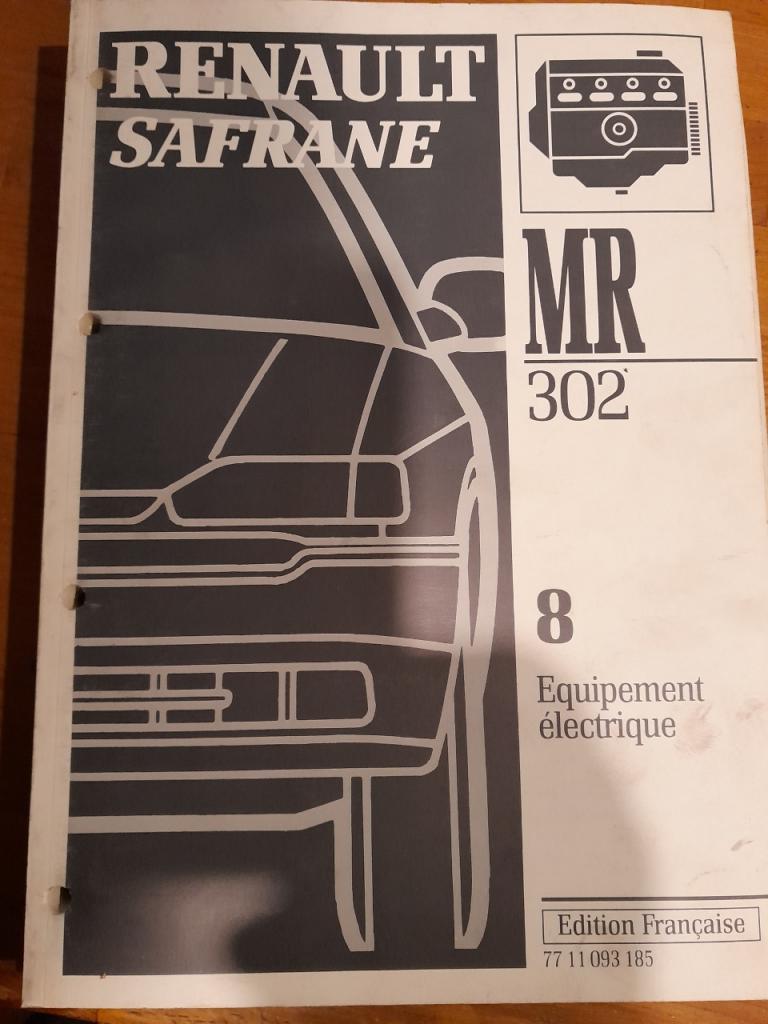 RENAULT
SAFRANE
MR
302
8
Equipement
électrique
Edition Française
77 11 093 185